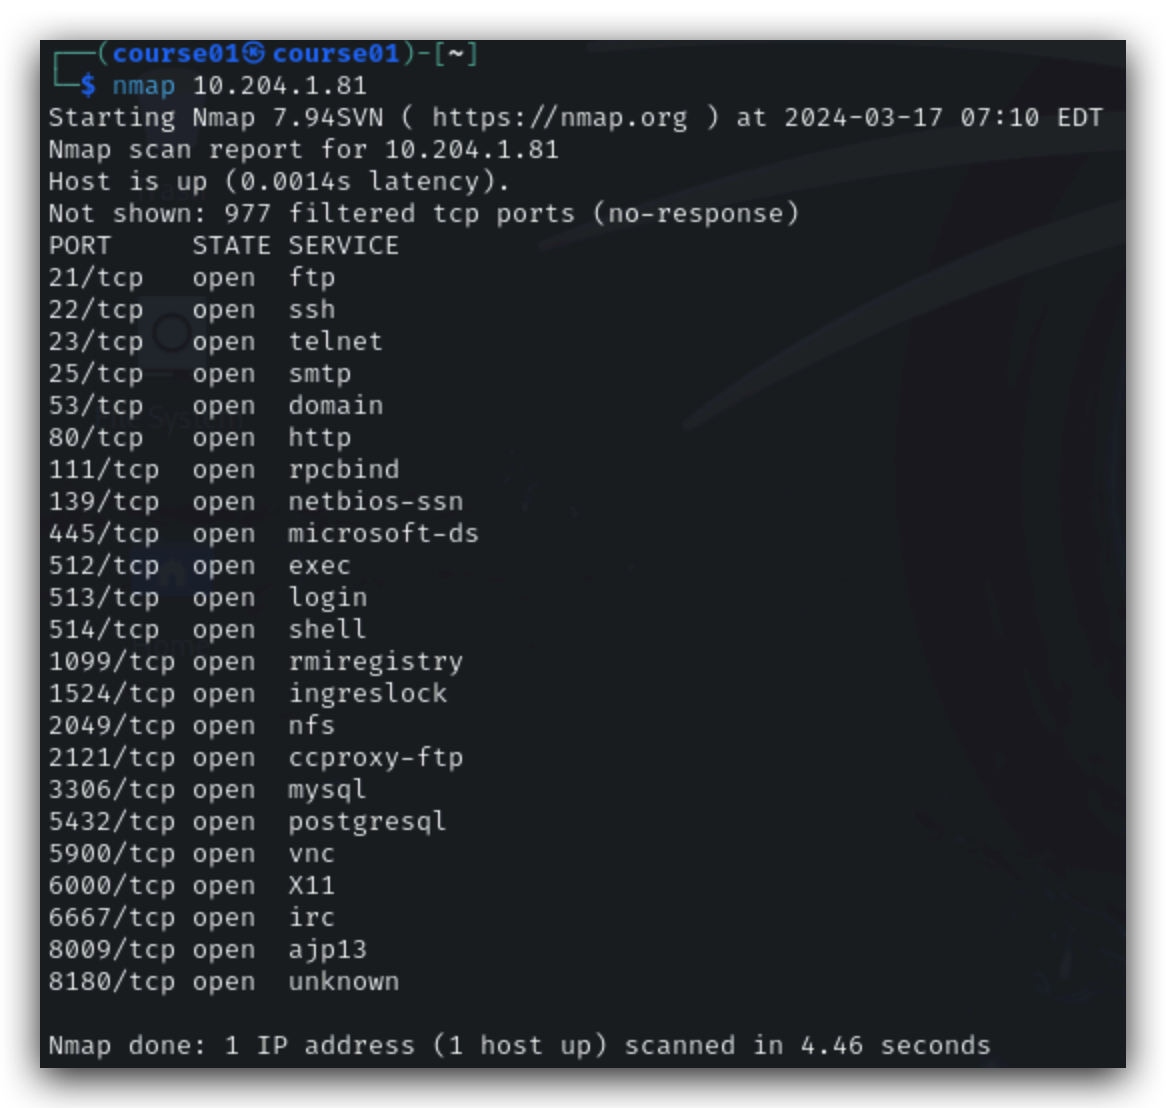 ┌──(course01㉿course01)-[~]
└─$ nmap 10.204.1.81
Starting Nmap 7.94SVN ( https://nmap.org ) at 2024-03-17 07:10 EDT
Nmap scan report for 10.204.1.81
Host is up (0.0014s latency).
Not shown: 977 filtered tcp ports (no-response)
PORT     STATE SERVICE
21/tcp   open  ftp
22/tcp   open  ssh
23/tcp   open  telnet
25/tcp   open  smtp
53/tcp   open  domain
80/tcp   open  http
111/tcp  open  rpcbind
139/tcp  open  netbios-ssn
445/tcp  open  microsoft-ds
512/tcp  open  exec
513/tcp  open  login
514/tcp  open  shell
1099/tcp open  rmiregistry
1524/tcp open  ingreslock
2049/tcp open  nfs
2121/tcp open  ccproxy-ftp
3306/tcp open  mysql
5432/tcp open  postgresql
5900/tcp open  vnc
6000/tcp open  X11
6667/tcp open  irc
8009/tcp open  ajp13
8180/tcp open  unknown
Nmap done: 1 IP address (1 host up) scanned in 4.46 seconds